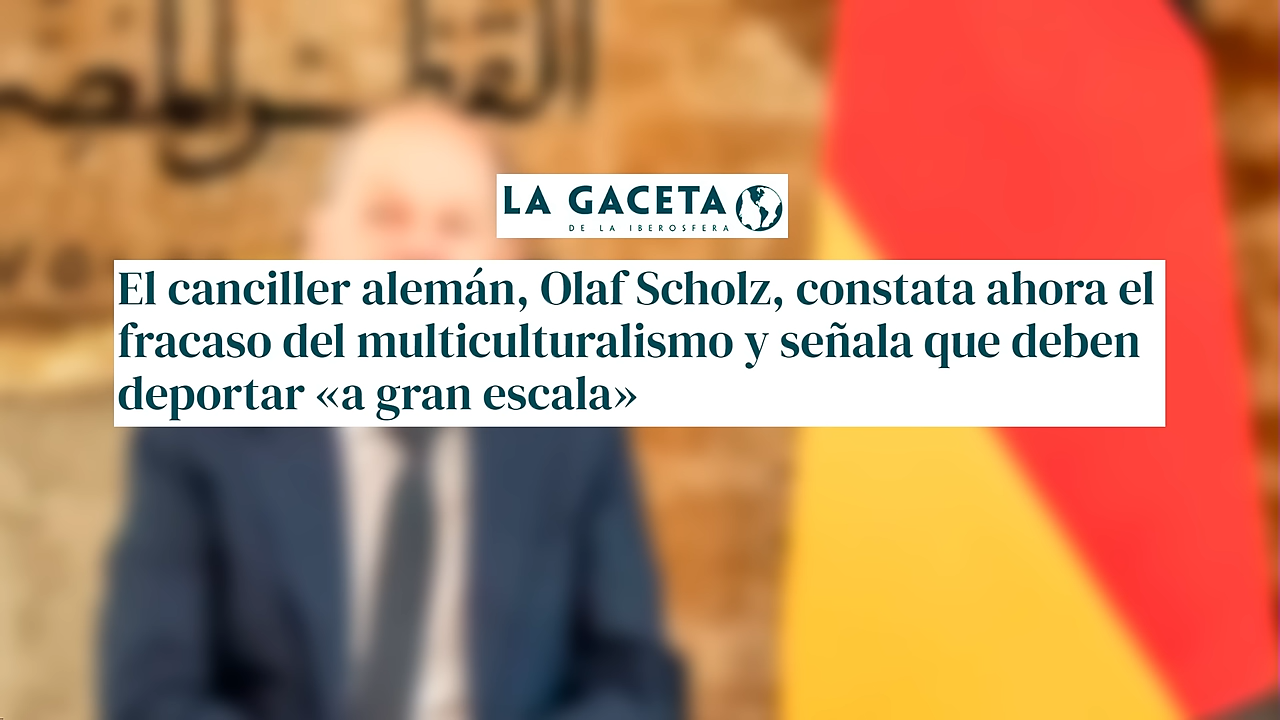 LA GACETA
DE LA IBEROSFERA
El canciller alemán, Olaf Scholz, constata ahora el
fracaso del multiculturalismo y señala que deben
deportar «a gran escala»